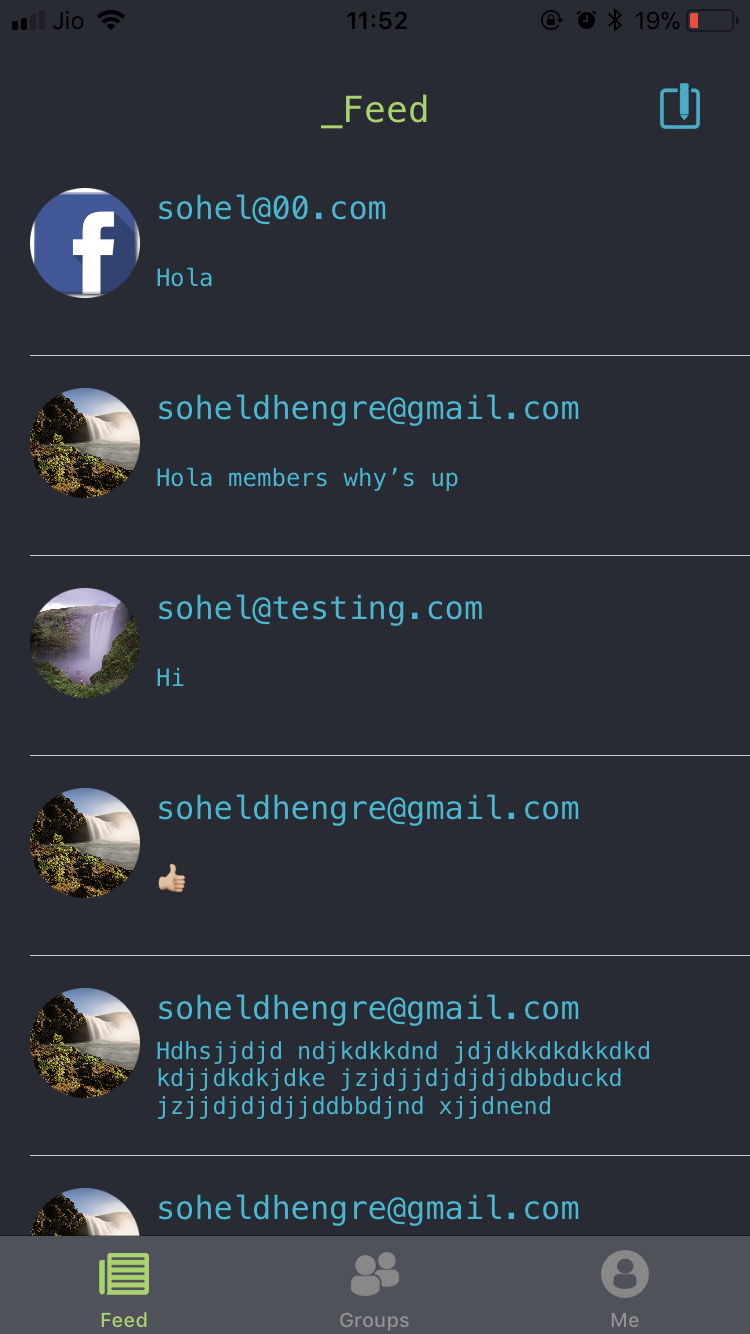 Jio 11:52 19%
_Feed
f
sohel@00.com
Hola
soheldhengre@gmail.com
Hola members why’s up
sohel@testing.com
Hi
soheldhengre@gmail.com
👍🏼
soheldhengre@gmail.com
Hdhsjjdjd ndjkdkkdnd jdjdkkdkdkkdkd
kdjjdkdkjdke jzjdjjdjdjdjdbbduckd
jzjjdjdjdjjddbbdjnd xjjdnend
soheldhengre@gmail.com
Feed Groups Me